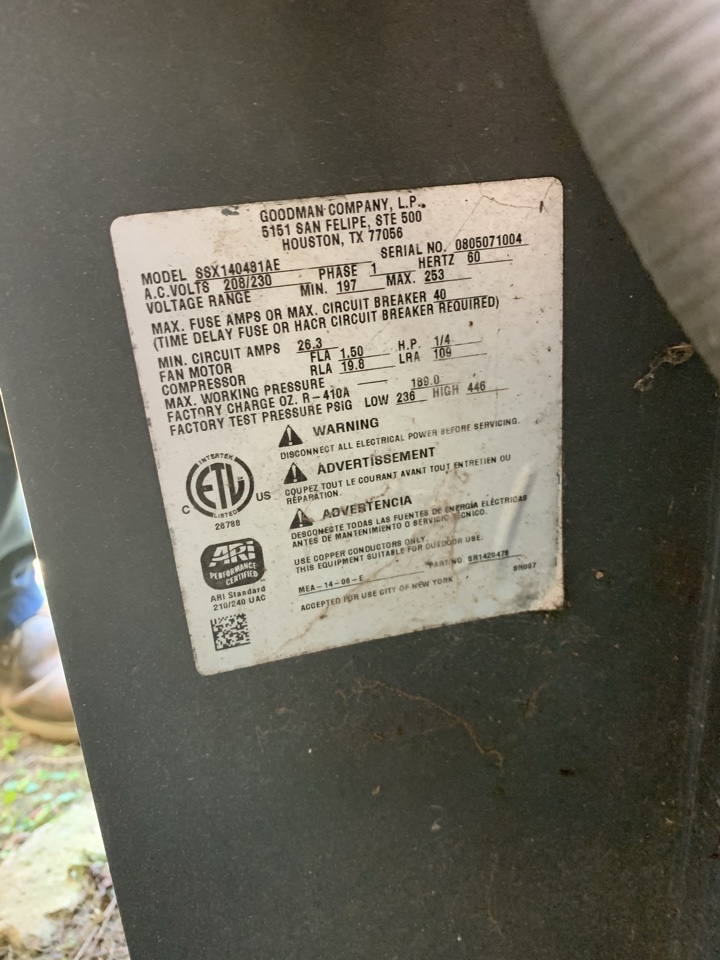 GOODMAN COMPANY, L.P.
5151 SAN FELIPE, STE 500
HOUSTON, TX 77056
MODEL SSX140481AE SERIAL NO. 0805071004
A.C. VOLTS 208/230 PHASE 1 HERTZ 60
VOLTAGE RANGE MIN. 197 MAX. 253
MAX. FUSE AMPS OR MAX. CIRCUIT BREAKER 40
(TIME DELAY FUSE OR HACR CIRCUIT BREAKER REQUIRED)
MIN. CIRCUIT AMPS 26.3
FAN MOTOR FLA 1.50 H.P. 1/4
COMPRESSOR RLA 19.8 LRA 109
MAX. WORKING PRESSURE
FACTORY CHARGE OZ. R-410A 189.0
FACTORY TEST PRESSURE PSIG LOW 236 HIGH 446
WARNING
DISCONNECT ALL ELECTRICAL POWER BEFORE SERVICING.
ADVERTISSEMENT
COUPEZ TOUT LE COURANT AVANT TOUT ENTRETIEN OU
RÉPARATION.
ADVERTENCIA
DESCONECTE TODAS LAS FUENTES DE ENERGÍA ELÉCTRICAS
ANTES DE MANTENIMIENTO O SERVICIO TÉCNICO.
USE COPPER CONDUCTORS ONLY.
THIS EQUIPMENT SUITABLE FOR OUTDOOR USE.
MEA-14-06-E PART NO. SR1420478
SH007
ACCEPTED FOR USE CITY OF NEW YORK
INTERTEK
C ETL US
LISTED
26788
ARI
PERFORMANCE
CERTIFIED
ARI Standard
210/240 UAC